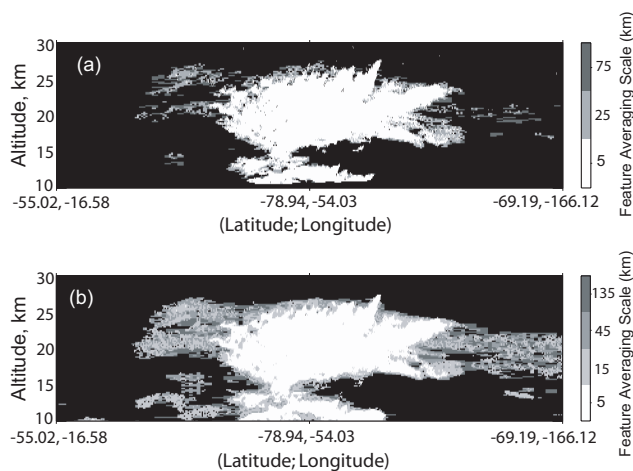 (a)
30
25
20
15
10
Altitude, km
-55.02, -16.58
-78.94, -54.03
-69.19, -166.12
(Latitude; Longitude)
75
25
5
Feature Averaging Scale (km)
(b)
30
25
20
15
10
Altitude, km
-55.02, -16.58
-78.94, -54.03
-69.19, -166.12
(Latitude; Longitude)
135
45
15
5
Feature Averaging Scale (km)